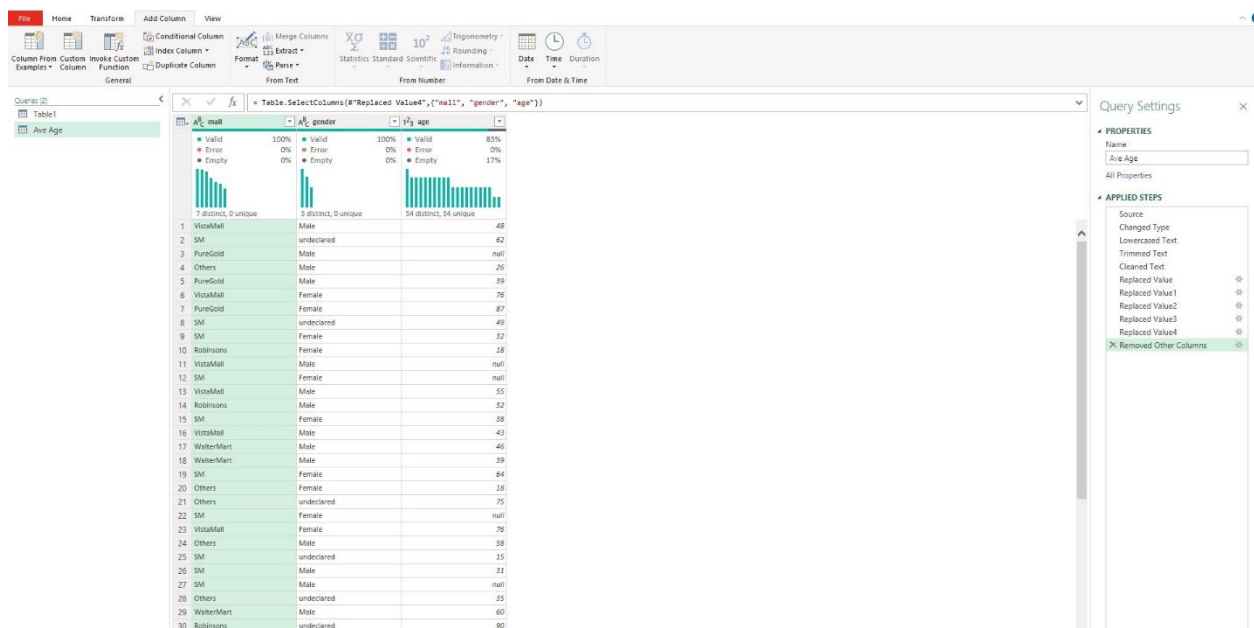 File Home Transform Add Column View
Column From Examples Custom Column Invoke Custom Function
Conditional Column
Index Column
Duplicate Column
General
Format
Merge Columns
Extract
Parse
From Text
Statistics Standard Scientific
Trigonometry
Rounding
Information
From Number
Date Time Duration
From Date & Time
Queries [2]
Table1
Ave Age
= Table.SelectColumns(#"Replaced Value4",{"mall", "gender", "age"})
mall gender age
Valid 100% Valid 100% Valid 83%
Error 0% Error 0% Error 0%
Empty 0% Empty 0% Empty 17%
7 distinct, 0 unique 3 distinct, 0 unique 54 distinct, 34 unique
1 VistaMall Male 48
2 SM undeclared 62
3 PureGold Male null
4 Others Male 26
5 PureGold Male 39
6 VistaMall Female 76
7 PureGold Female 87
8 SM undeclared 49
9 SM Female 32
10 Robinsons Female 18
11 VistaMall Male null
12 SM Female null
13 VistaMall Male 55
14 Robinsons Male 52
15 SM Female 38
16 VistaMall Male 43
17 WalterMart Male 46
18 WalterMart Male 39
19 SM Female 64
20 Others Female 18
21 Others undeclared 75
22 SM Female null
23 VistaMall Female 76
24 Others Male 58
25 SM undeclared 15
26 SM Male 31
27 SM Male null
28 Others undeclared 35
29 WalterMart Male 60
30 Robinsons undeclared 90
Query Settings
PROPERTIES
Name
Ave Age
All Properties
APPLIED STEPS
Source
Changed Type
Lowercased Text
Trimmed Text
Cleaned Text
Replaced Value
Replaced Value1
Replaced Value2
Replaced Value3
Replaced Value4
Removed Other Columns